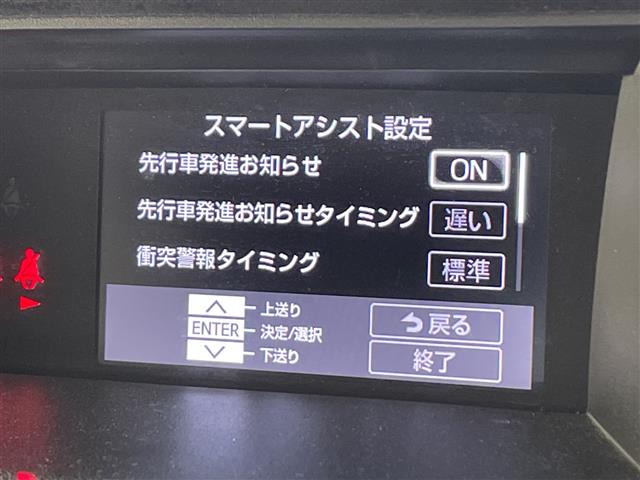 スマートアシスト設定
先行車発進お知らせ ON
先行車発進お知らせタイミング 遅い
衝突警報タイミング 標準
上送り
ENTER 決定/選択
下送り
戻る
終了